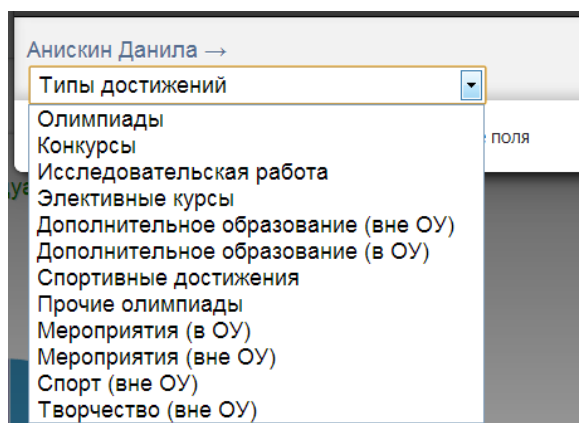 Анискин Данила →
Типы достижений
Олимпиады
Конкурсы
поля
Исследовательская работа
Элективные курсы
Дополнительное образование (вне ОУ)
Дополнительное образование (в ОУ)
Спортивные достижения
Прочие олимпиады
Мероприятия (в ОУ)
Мероприятия (вне ОУ)
Спорт (вне ОУ)
Творчество (вне ОУ)